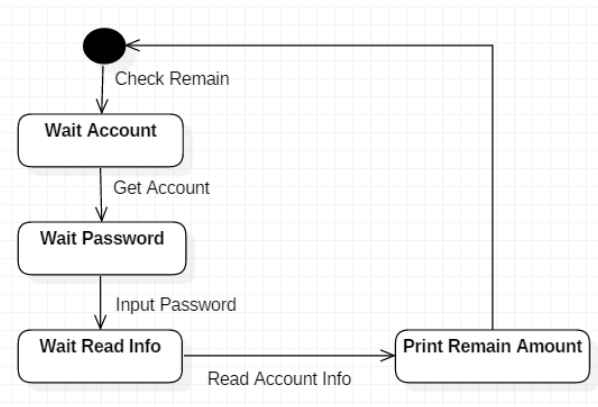 Check Remain
Wait Account
Get Account
Wait Password
Input Password
Wait Read Info
Print Remain Amount
Read Account Info